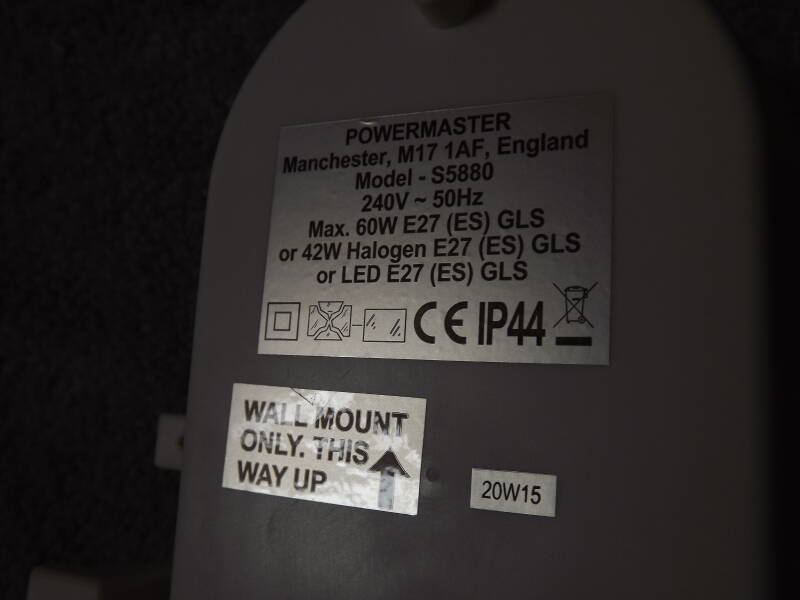 POWERMASTER
Manchester, M17 1AF, England
Model - S5880
240V ~ 50Hz
Max. 60W E27 (ES) GLS
or 42W Halogen E27 (ES) GLS
or LED E27 (ES) GLS
CE IP44
WALL MOUNT
ONLY. THIS
WAY UP
20W15